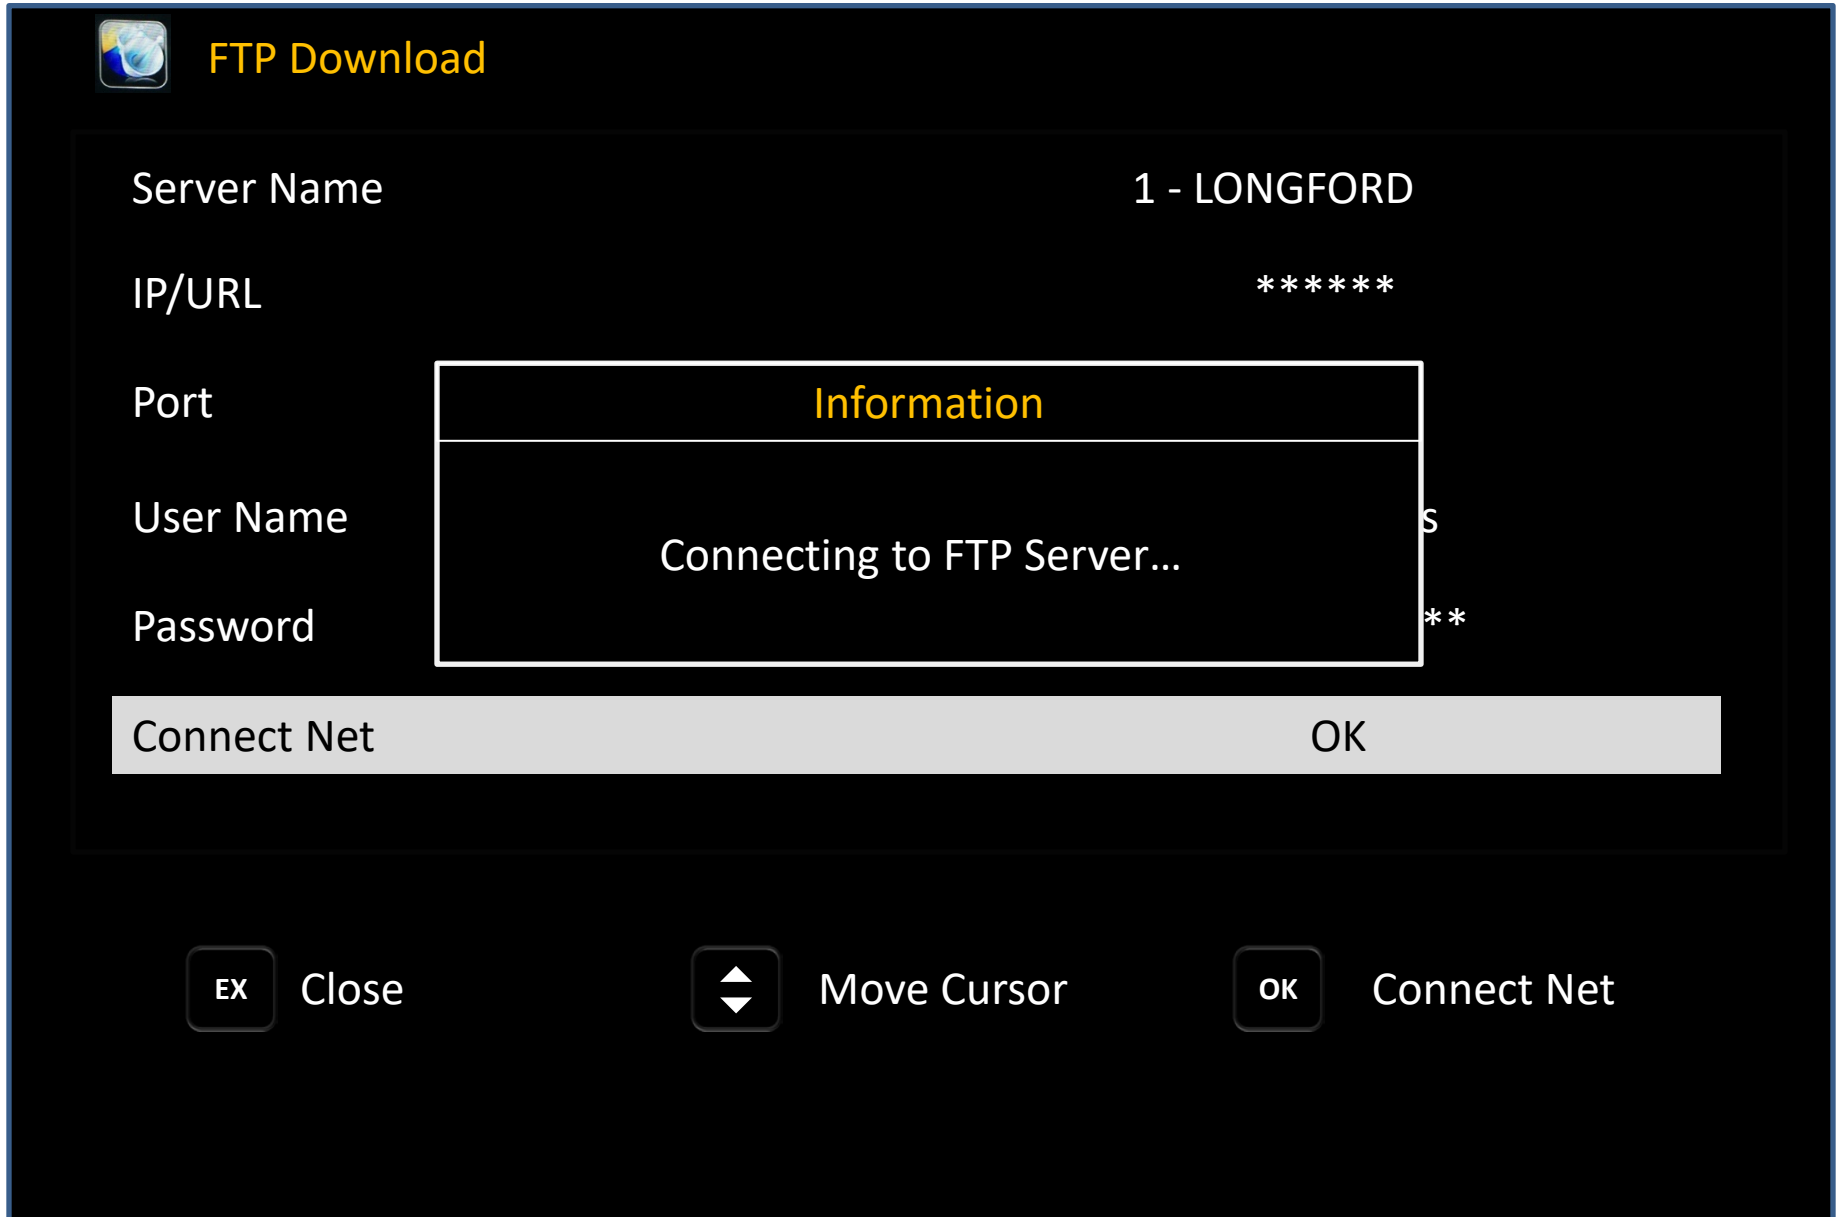 FTP Download
Server Name 1 - LONGFORD
IP/URL ******
Port
Information
User Name s
Connecting to FTP Server...
Password **
Connect Net OK
EX Close Move Cursor OK Connect Net